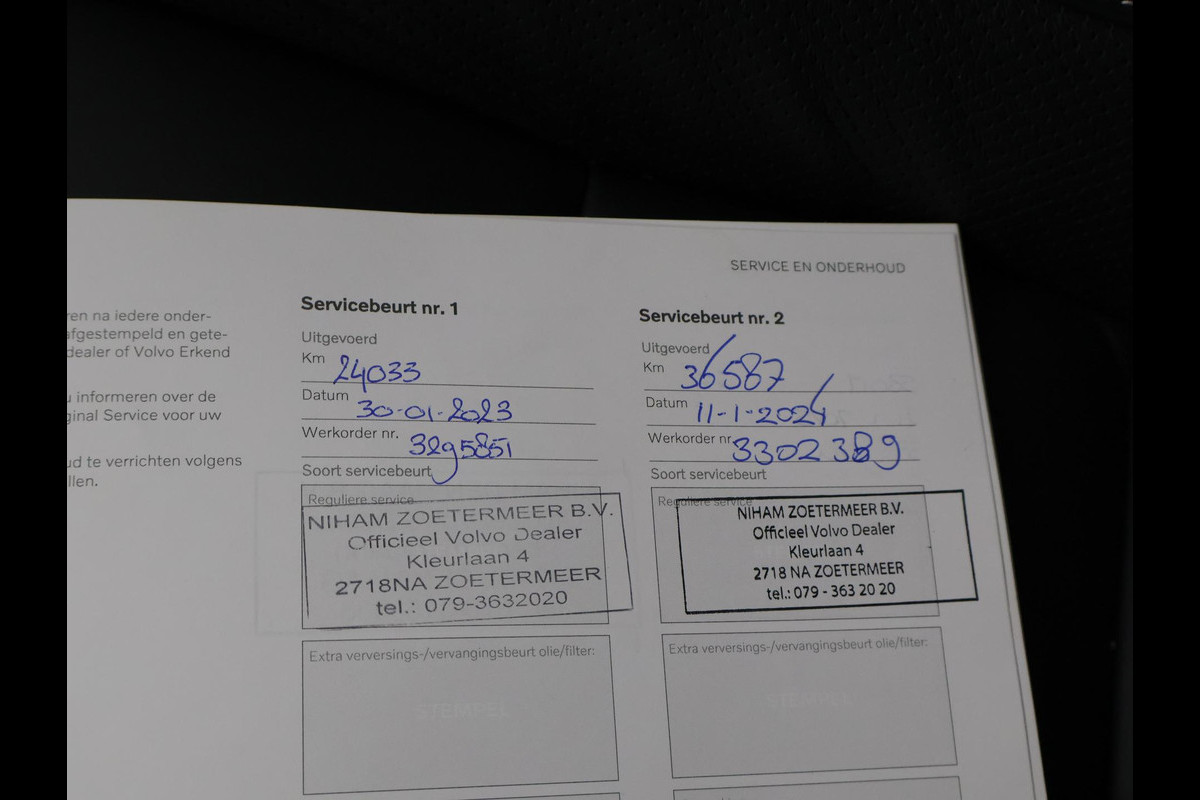 SERVICE EN ONDERHOUD
ren na iedere onder-
afgestempeld en gete-
dealer of Volvo Erkend
u informeren over de
ginal Service voor uw
ud te verrichten volgens
llen.
Servicebeurt nr. 1
Uitgevoerd
Km 24033
Datum 30-01-2023
Werkorder nr. 3295851
Soort servicebeurt
Reguliere service
NIHAM ZOETERMEER B.V.
Officieel Volvo Dealer
Kleurlaan 4
2718NA ZOETERMEER
tel.: 079-3632020
Extra verversings-/vervangingsbeurt olie/filter:
STEMPEL
Servicebeurt nr. 2
Uitgevoerd
Km 36587
Datum 11-1-2024
Werkorder nr. 3302389
Soort servicebeurt
Reguliere service
NIHAM ZOETERMEER B.V.
Officieel Volvo Dealer
Kleurlaan 4
2718 NA ZOETERMEER
tel.: 079 - 363 20 20
Extra verversings-/vervangingsbeurt olie/filter:
STEMPEL